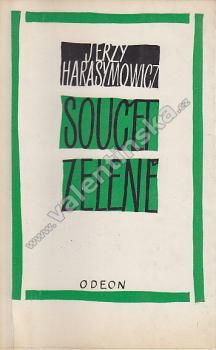 JERZY
HARASYMOWICZ
SOUČET
ZELENĚ
ODEON
www.valentinska.cz